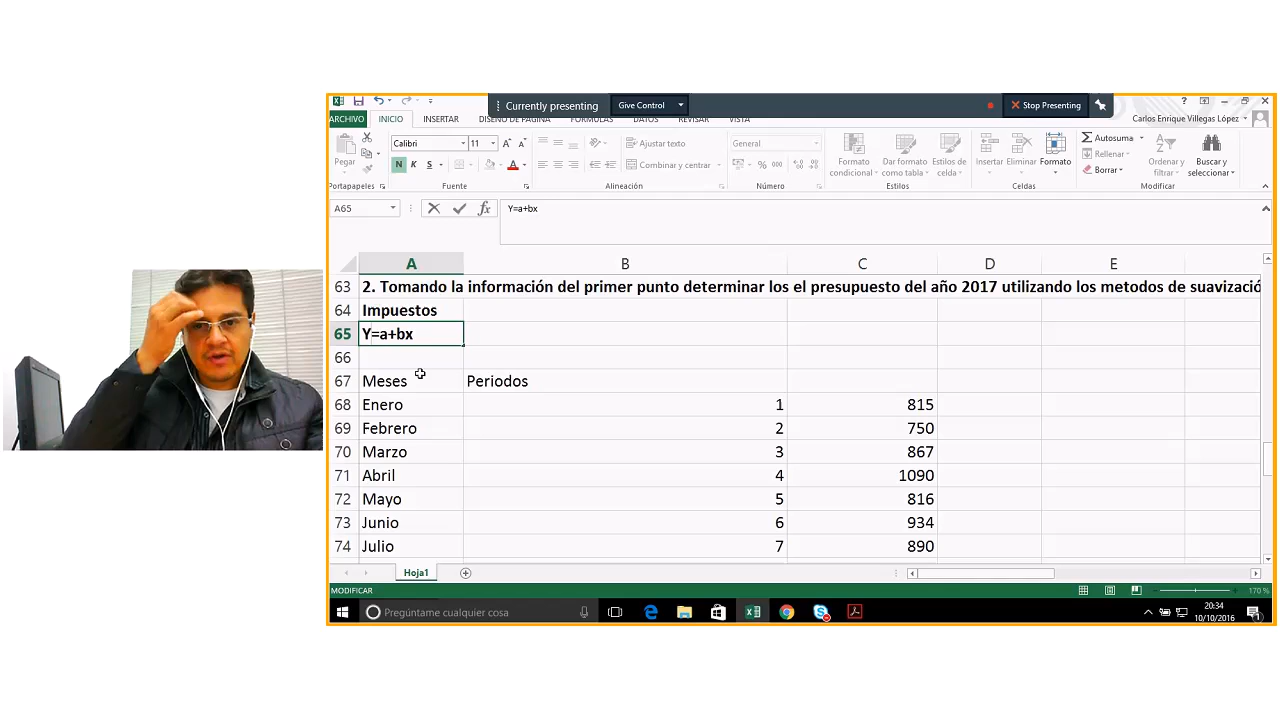 Currently presenting
Give Control
Stop Presenting
ARCHIVO INICIO INSERTAR DISEÑO DE PÁGINA FÓRMULAS DATOS REVISAR VISTA
Carlos Enrique Villegas López
Calibri 11
Ajustar texto
General
Autosuma
Pegar
N K S
Combinar y centrar
% 000
Formato condicional
Dar formato como tabla
Estilos de celda
Insertar
Eliminar
Formato
Rellenar
Borrar
Ordenar y filtrar
Buscar y seleccionar
Portapapeles Fuente Alineación Número Estilos Celdas Modificar
A65 fx Y=a+bx
A B C D E
63 2. Tomando la información del primer punto determinar los el presupuesto del año 2017 utilizando los metodos de suavizació
64 Impuestos
65 Y=a+bx
66
67 Meses Periodos
68 Enero 1 815
69 Febrero 2 750
70 Marzo 3 867
71 Abril 4 1090
72 Mayo 5 816
73 Junio 6 934
74 Julio 7 890
Hoja1
MODIFICAR 170 %
Pregúntame cualquier cosa
20:34
10/10/2016